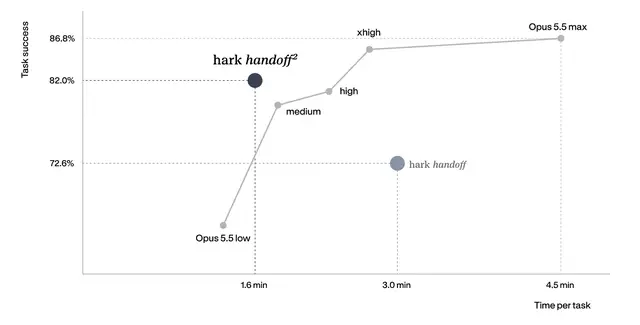 Task success
86.8%
82.0%
72.6%
Opus 5.5 max
xhigh
hark handoff²
high
medium
hark handoff
Opus 5.5 low
1.6 min
3.0 min
4.5 min
Time per task